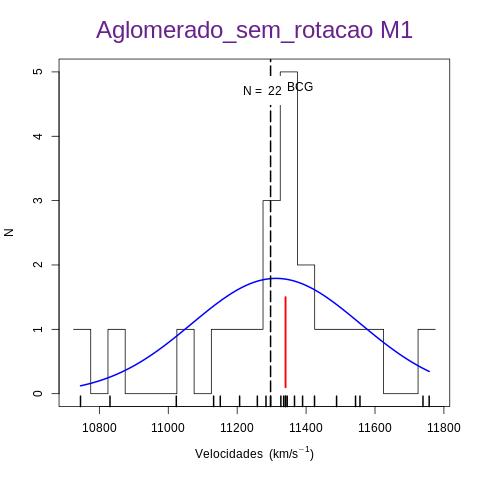 Aglomerado_sem_rotacao M1
N = 22
BCG
5
4
3
2
1
0
N
10800 11000 11200 11400 11600 11800
Velocidades (km/s⁻¹)